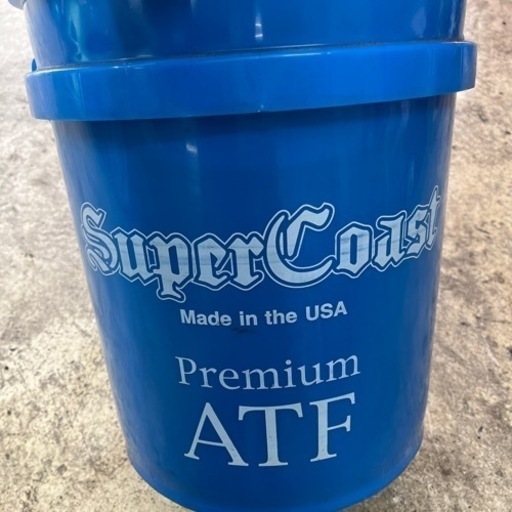 SuperCoast
Made in the USA
Premium
ATF